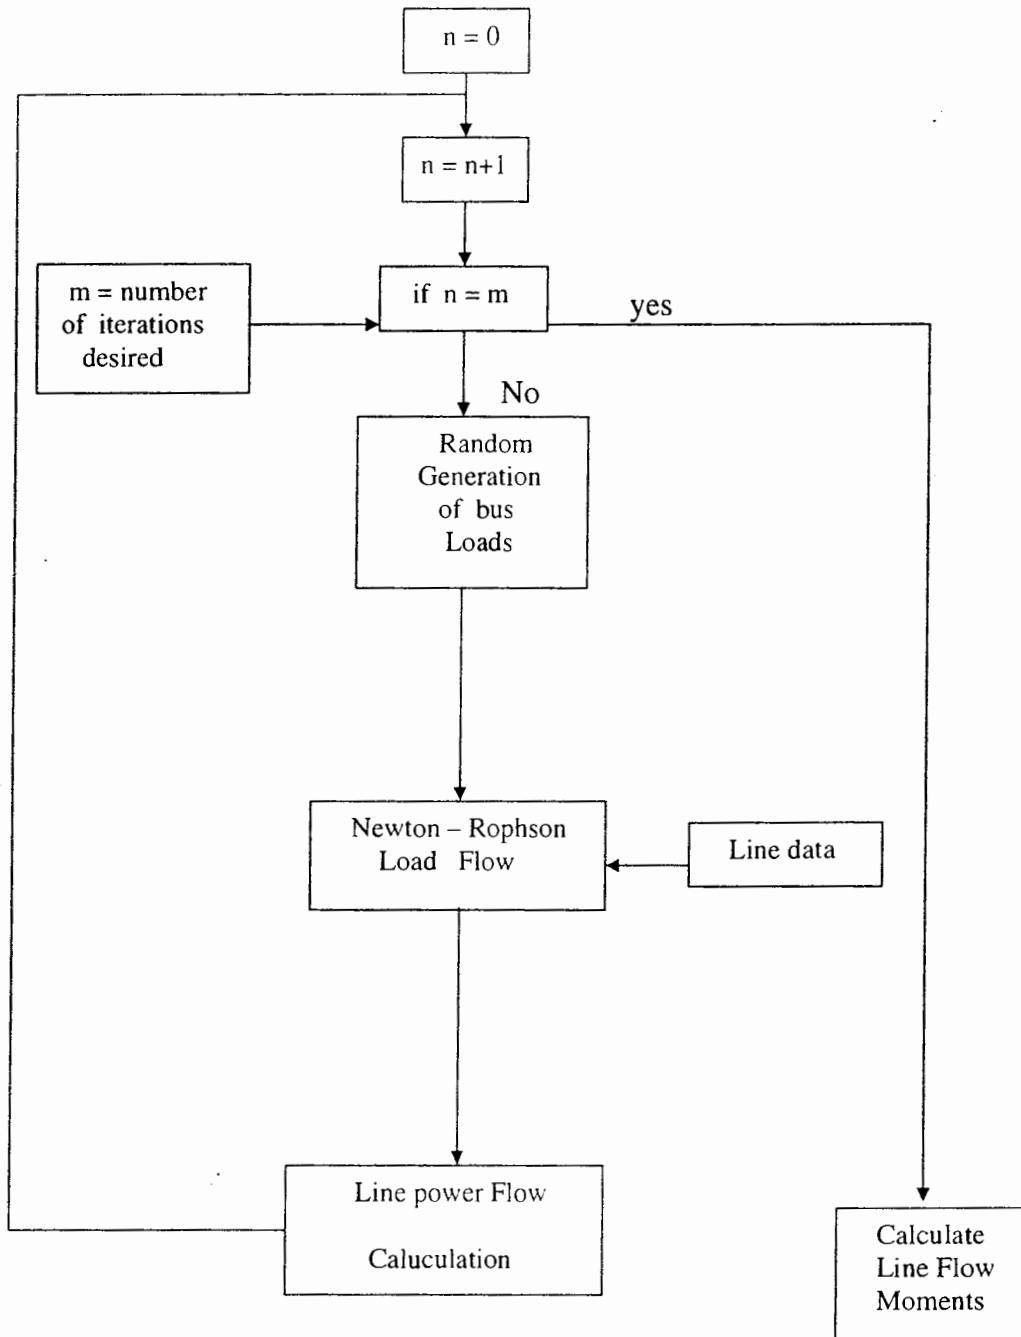 n = 0
n = n+1
m = number
of iterations
desired
if n = m
yes
No
Random
Generation
of bus
Loads
Newton – Rophson
Load Flow
Line data
Line power Flow
Caluculation
Calculate
Line Flow
Moments